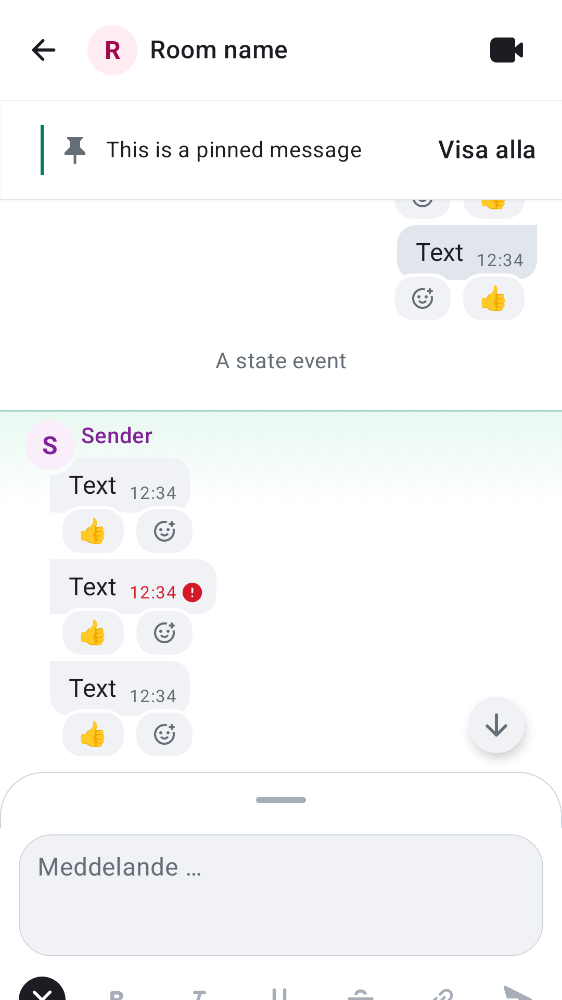 R Room name
This is a pinned message Visa alla
Text 12:34
A state event
S Sender
Text 12:34
Text 12:34
Text 12:34
Meddelande …